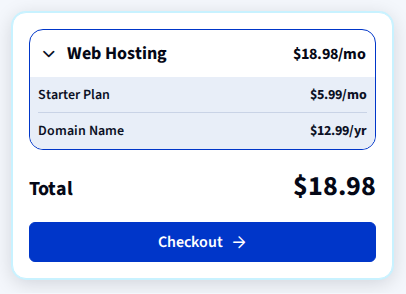 Web Hosting $18.98/mo
Starter Plan $5.99/mo
Domain Name $12.99/yr
Total $18.98
Checkout →